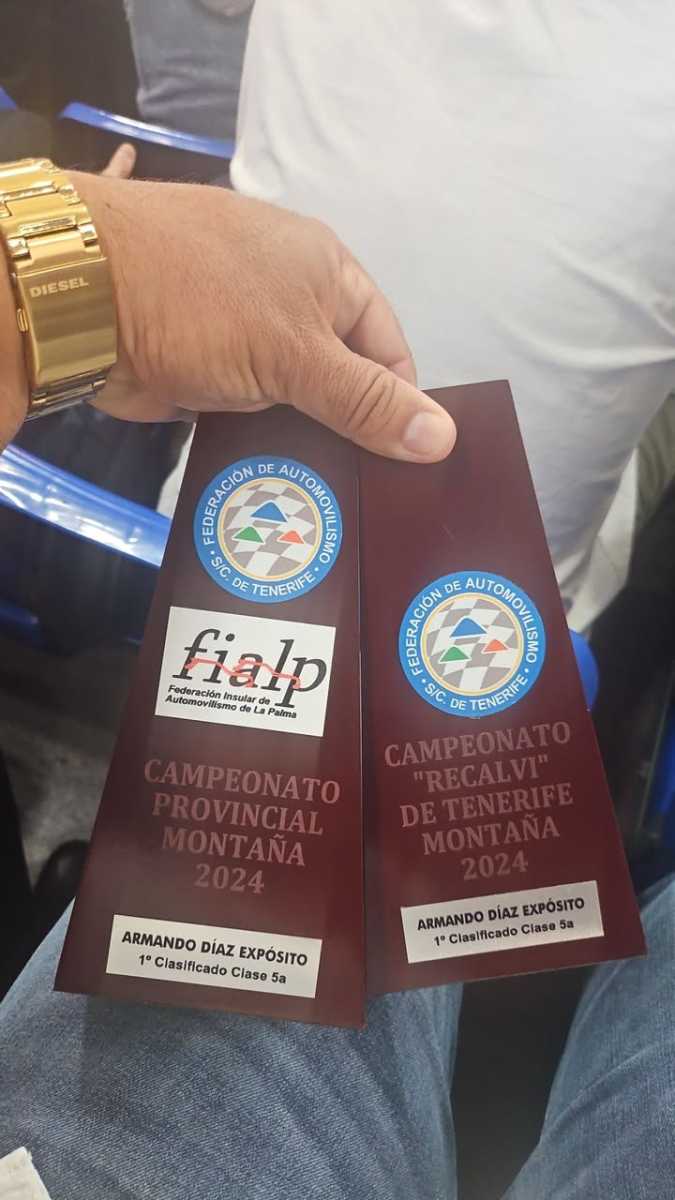 DIESEL
FEDERACIÓN DE AUTOMOVILISMO
• S/C. DE TENERIFE •
fialp
Federación Insular de
Automovilismo de La Palma
CAMPEONATO
PROVINCIAL
MONTAÑA
2024
ARMANDO DÍAZ EXPÓSITO
1º Clasificado Clase 5a
FEDERACIÓN DE AUTOMOVILISMO
• S/C. DE TENERIFE •
CAMPEONATO
"RECALVI"
DE TENERIFE
MONTAÑA
2024
ARMANDO DÍAZ EXPÓSITO
1º Clasificado Clase 5a